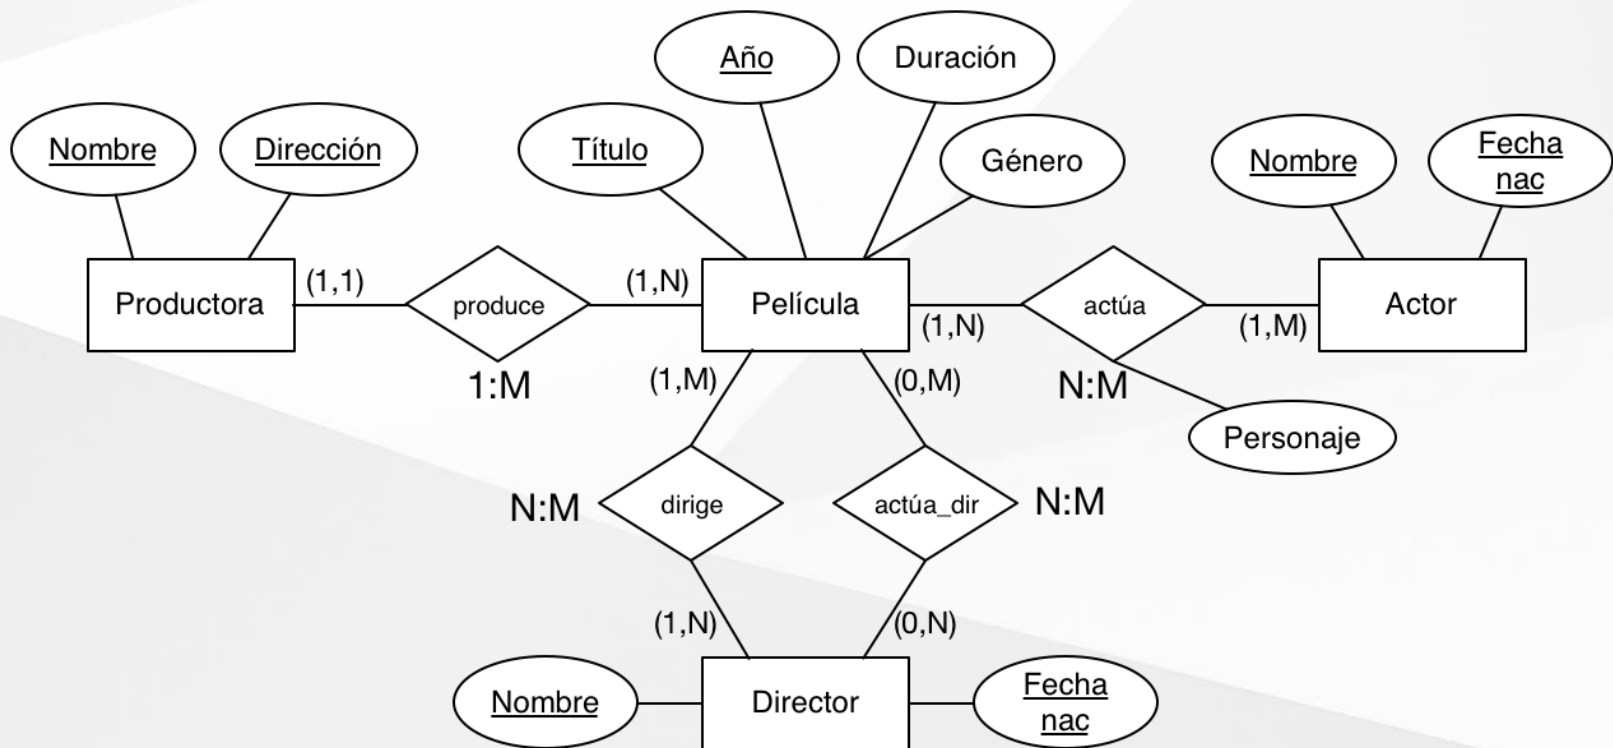 Año
Duración
Nombre
Dirección
Título
Género
Nombre
Fecha
nac
Productora
(1,1)
produce
(1,N)
Película
(1,N)
actúa
(1,M)
Actor
1:M
(1,M)
(0,M)
N:M
Personaje
N:M
dirige
actúa_dir
N:M
(1,N)
(0,N)
Nombre
Director
Fecha
nac